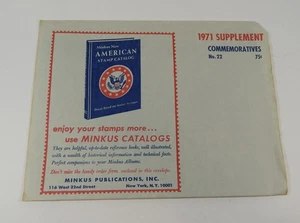 1971 SUPPLEMENT
COMMEMORATIVES
No. 22 75¢
Minkus New
AMERICAN
STAMP CATALOG
enjoy your stamps more...
use MINKUS CATALOGS
They are helpful, up-to-date reference books, well illustrated,
with a wealth of historical information and technical facts.
Perfect companions to your Minkus Albums.
Don't miss the handy order form enclosed in this envelope.
MINKUS PUBLICATIONS, INC.
116 West 32nd Street New York, N.Y. 10001